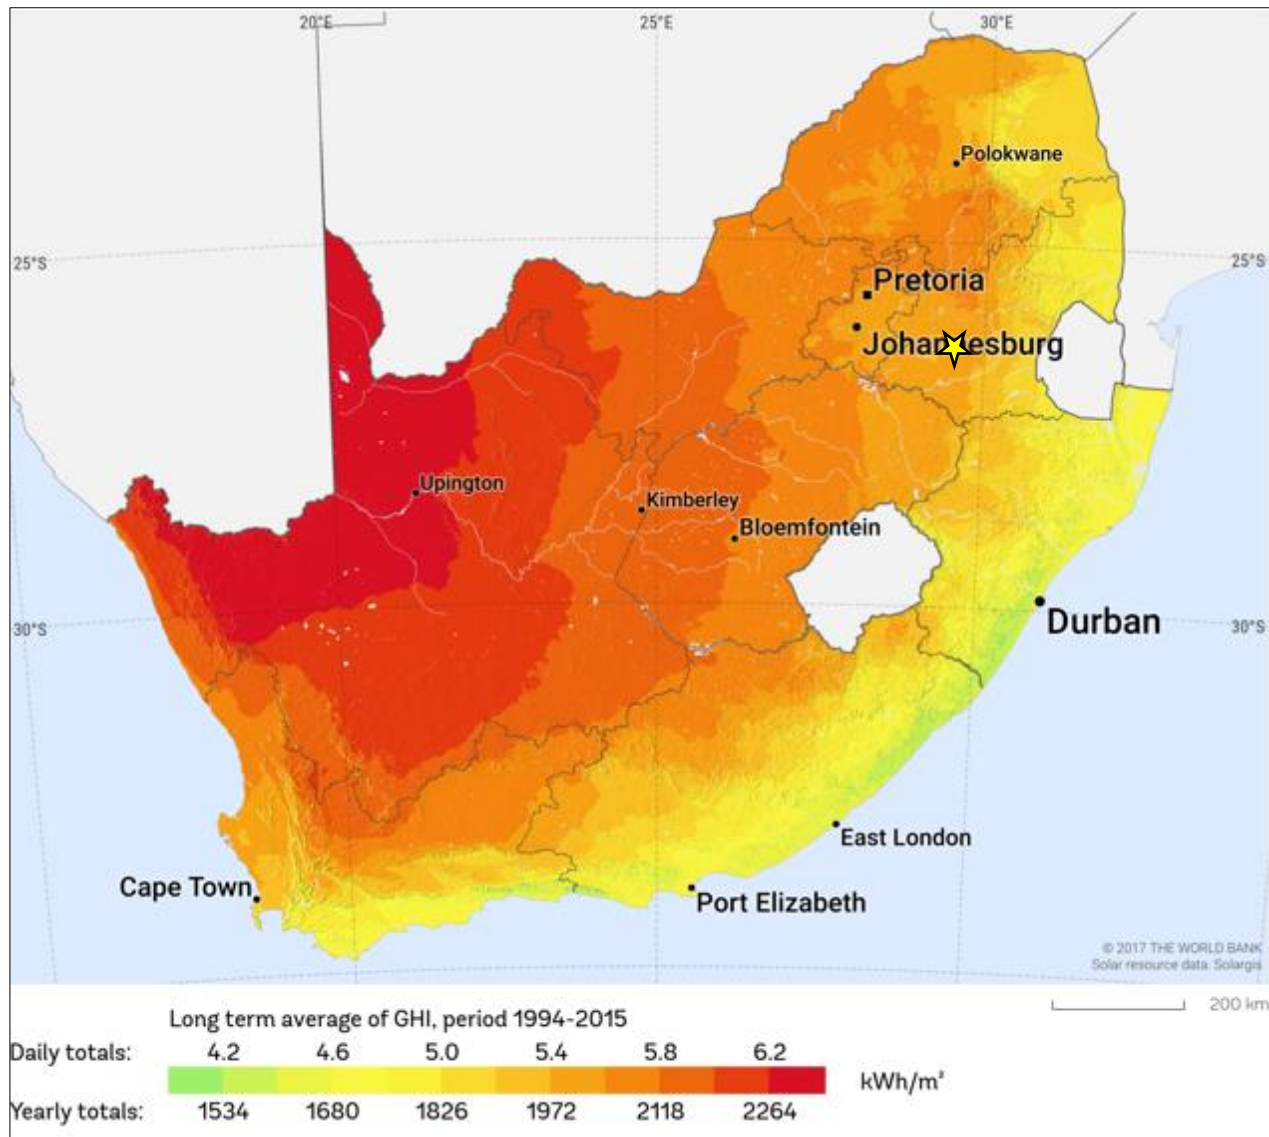 20°E 25°E 30°E
Polokwane
25°S 25°S
Pretoria
Johannesburg
Upington
Kimberley
Bloemfontein
30°S 30°S
Durban
East London
Cape Town
Port Elizabeth
© 2017 THE WORLD BANK
Solar resource data: Solargis
200 km
Long term average of GHI, period 1994-2015
Daily totals: 4.2 4.6 5.0 5.4 5.8 6.2
kWh/m²
Yearly totals: 1534 1680 1826 1972 2118 2264